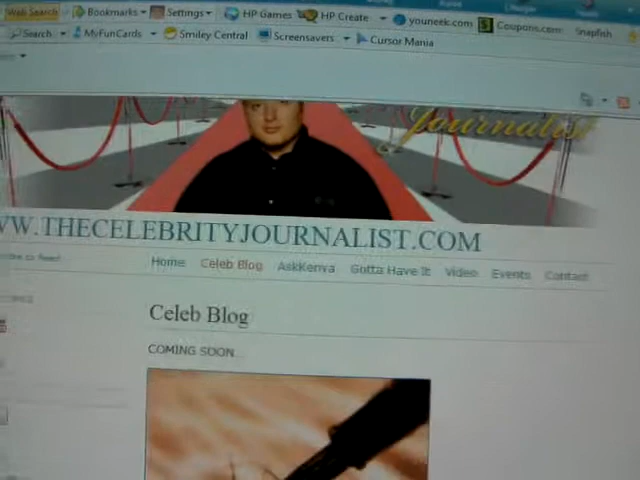 Web Search Bookmarks Settings HP Games HP Create youneek.com Coupons.com Snapfish
Search MyFunCards Smiley Central Screensavers Cursor Mania
Journalist
WWW.THECELEBRITYJOURNALIST.COM
Home Celeb Blog AskKenya Gotta Have It Video Events Contact
Celeb Blog
COMING SOON...